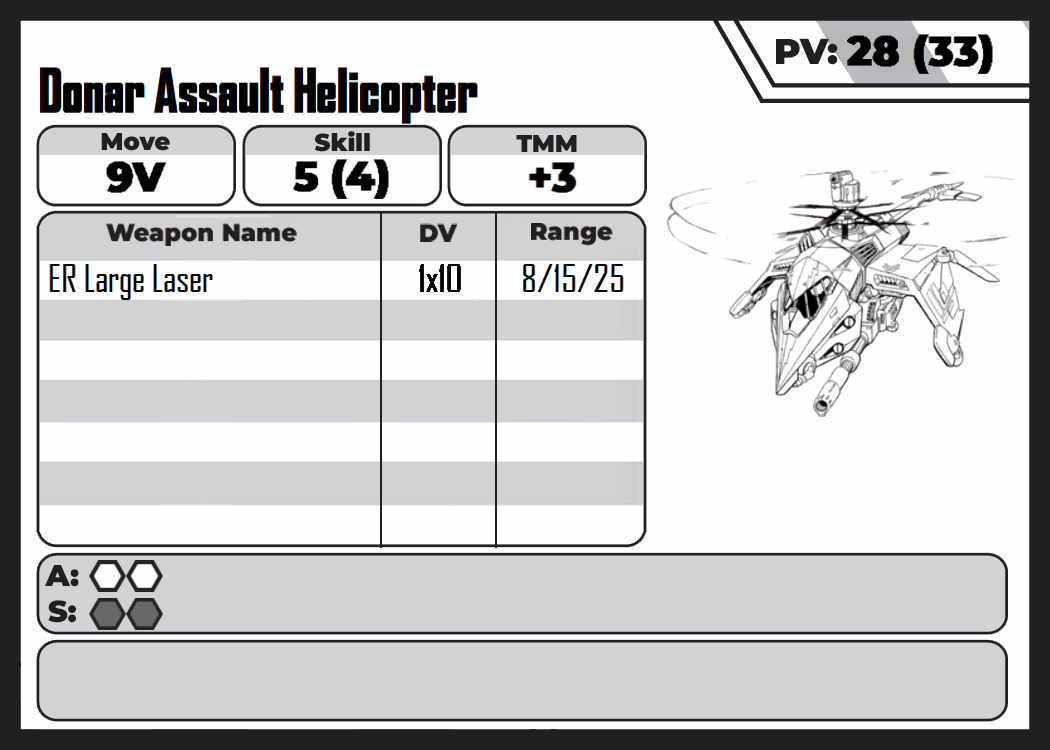 PV: 28 (33)
Donar Assault Helicopter
Move Skill TMM
9V 5 (4) +3
Weapon Name DV Range
ER Large Laser 1x10 8/15/25
A:
S: